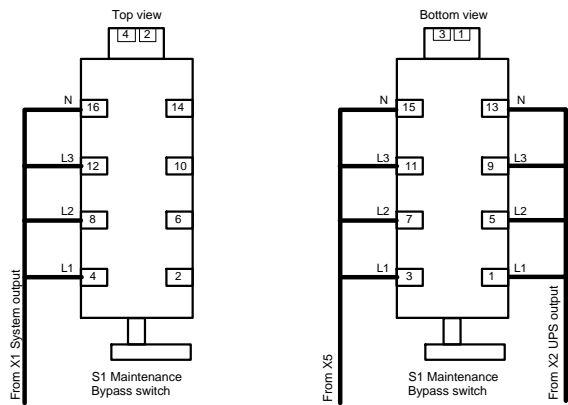 Top view
4 2
N
16 14
L3
12 10
L2
8 6
L1
4 2
From X1 System output
S1 Maintenance
Bypass switch
Bottom view
3 1
N
15 13
N
L3
11 9
L3
L2
7 5
L2
L1
3 1
L1
From X5
From X2 UPS output
S1 Maintenance
Bypass switch